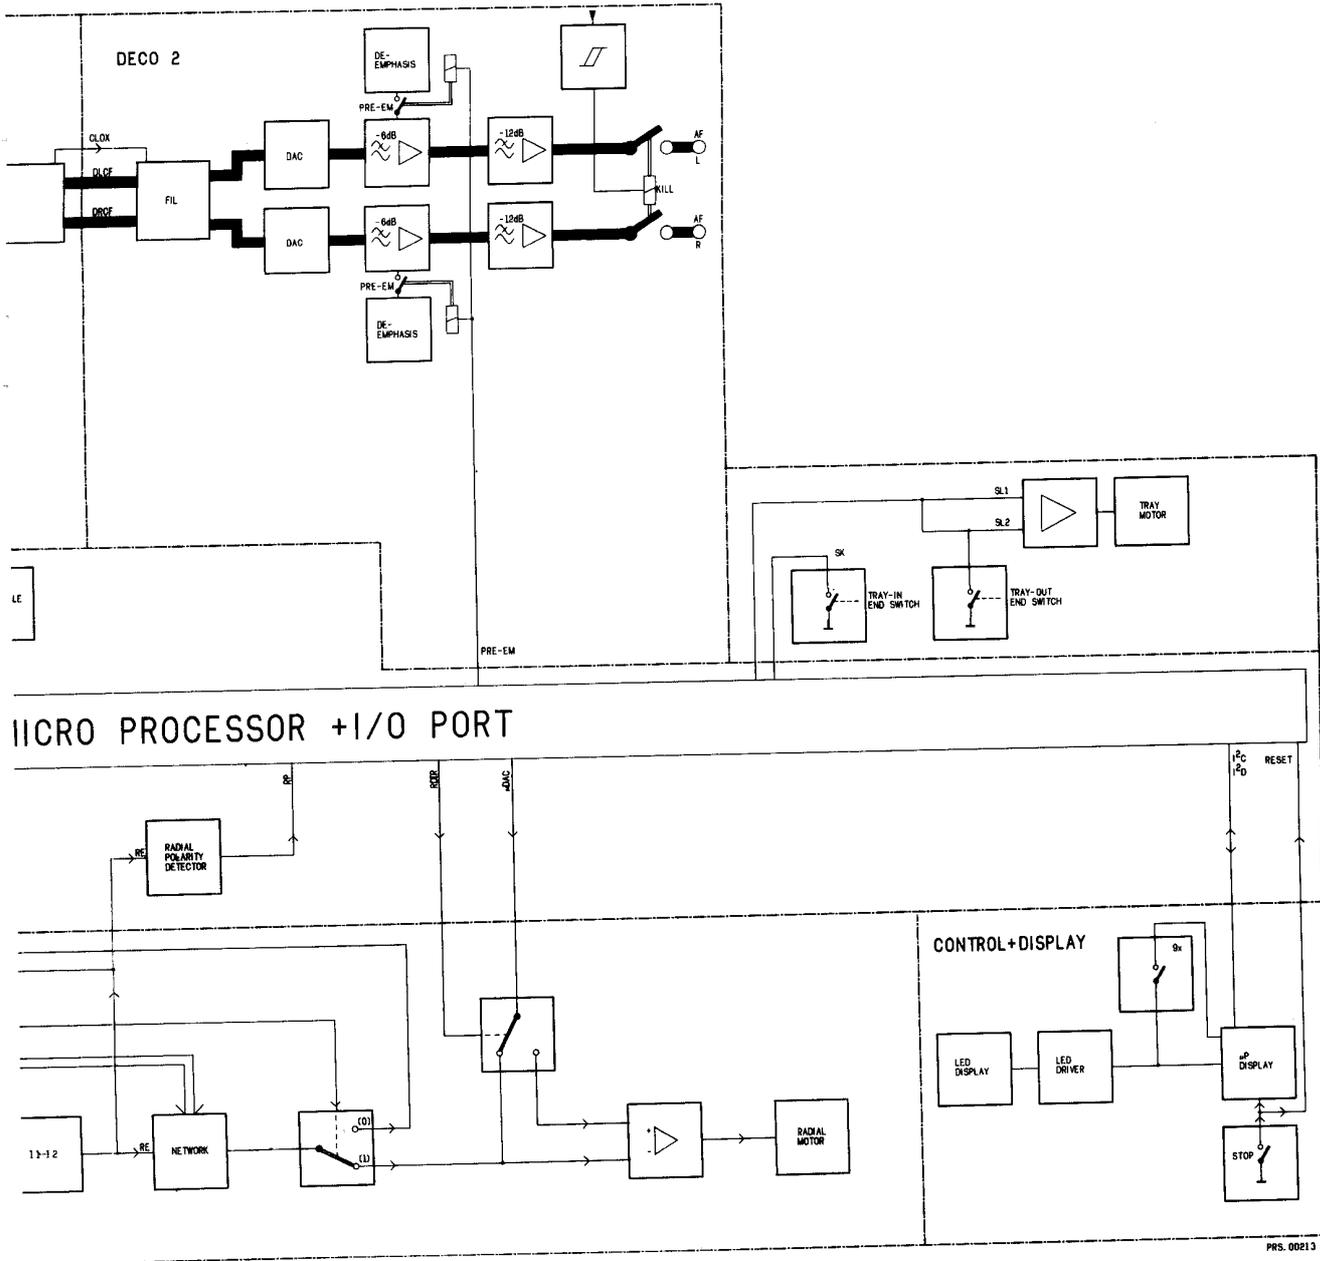 DECO 2
DE-
EMPHASIS
PRE-EM
CLOX
DLCF
DRCF
FIL
DAC
-6dB
-12dB
AF
L
KILL
DAC
-6dB
-12dB
AF
R
PRE-EM
DE-
EMPHASIS
SL1
SL2
TRAY
MOTOR
SK
TRAY-IN
END SWITCH
TRAY-OUT
END SWITCH
LE
PRE-EM
ICRO PROCESSOR +I/O PORT
RP
μDAC
I²C
I²D
RESET
RE
RADIAL
POLARITY
DETECTOR
CONTROL+DISPLAY
9x
LED
DISPLAY
LED
DRIVER
μP
DISPLAY
RE
NETWORK
(0)
(1)
+
-
RADIAL
MOTOR
STOP
PRS.00213